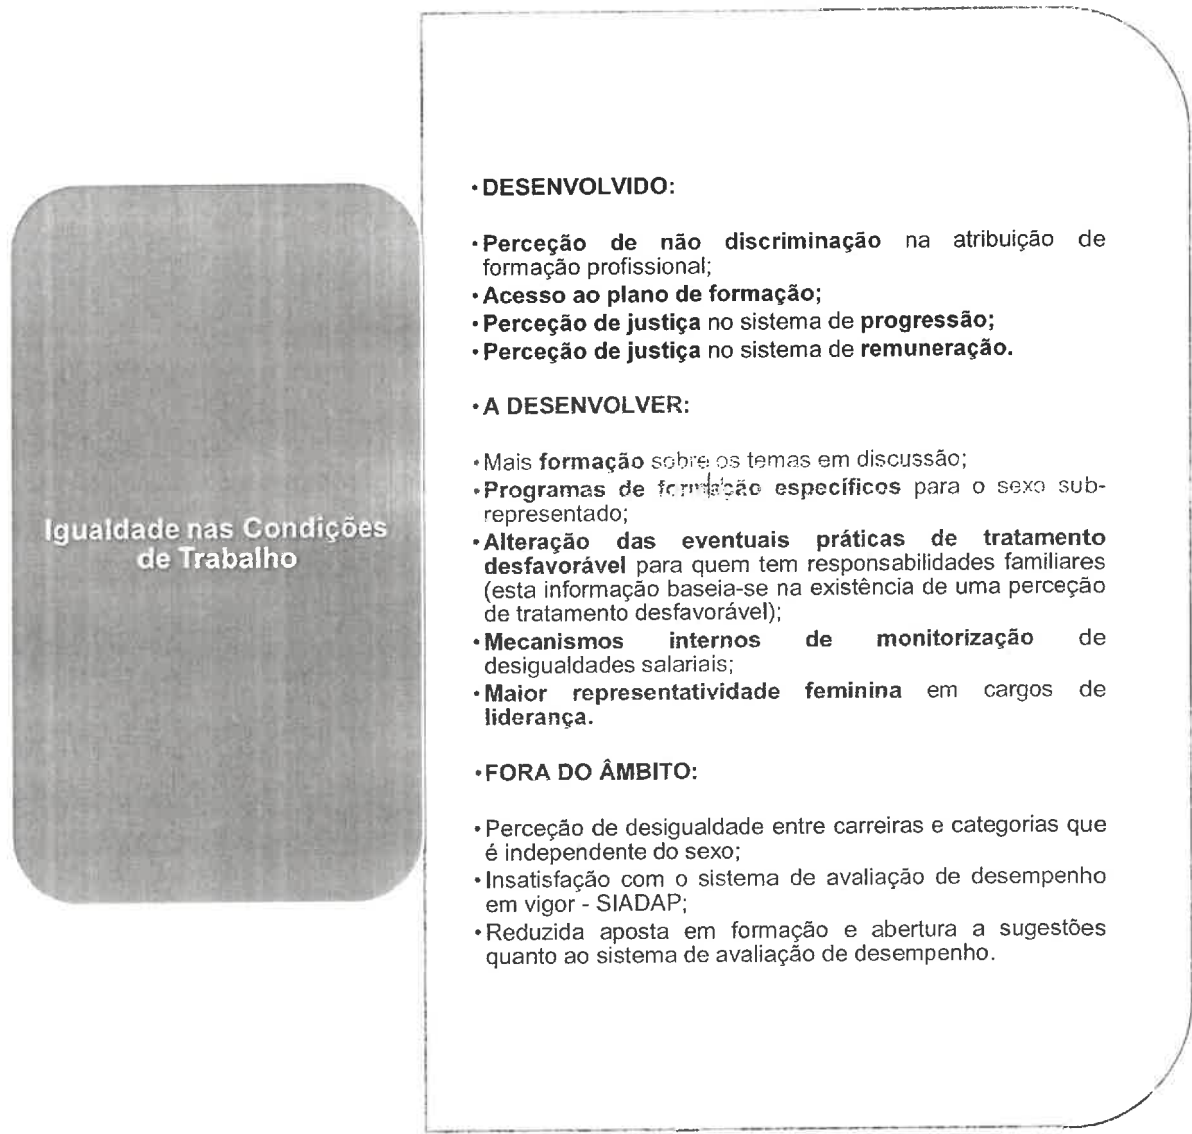 Igualdade nas Condições
de Trabalho
• DESENVOLVIDO:
• Perceção de não discriminação na atribuição de
formação profissional;
• Acesso ao plano de formação;
• Perceção de justiça no sistema de progressão;
• Perceção de justiça no sistema de remuneração.
• A DESENVOLVER:
• Mais formação sobre os temas em discussão;
• Programas de formação específicos para o sexo sub-
representado;
• Alteração das eventuais práticas de tratamento
desfavorável para quem tem responsabilidades familiares
(esta informação baseia-se na existência de uma perceção
de tratamento desfavorável);
• Mecanismos internos de monitorização de
desigualdades salariais;
• Maior representatividade feminina em cargos de
liderança.
• FORA DO ÂMBITO:
• Perceção de desigualdade entre carreiras e categorias que
é independente do sexo;
• Insatisfação com o sistema de avaliação de desempenho
em vigor - SIADAP;
• Reduzida aposta em formação e abertura a sugestões
quanto ao sistema de avaliação de desempenho.